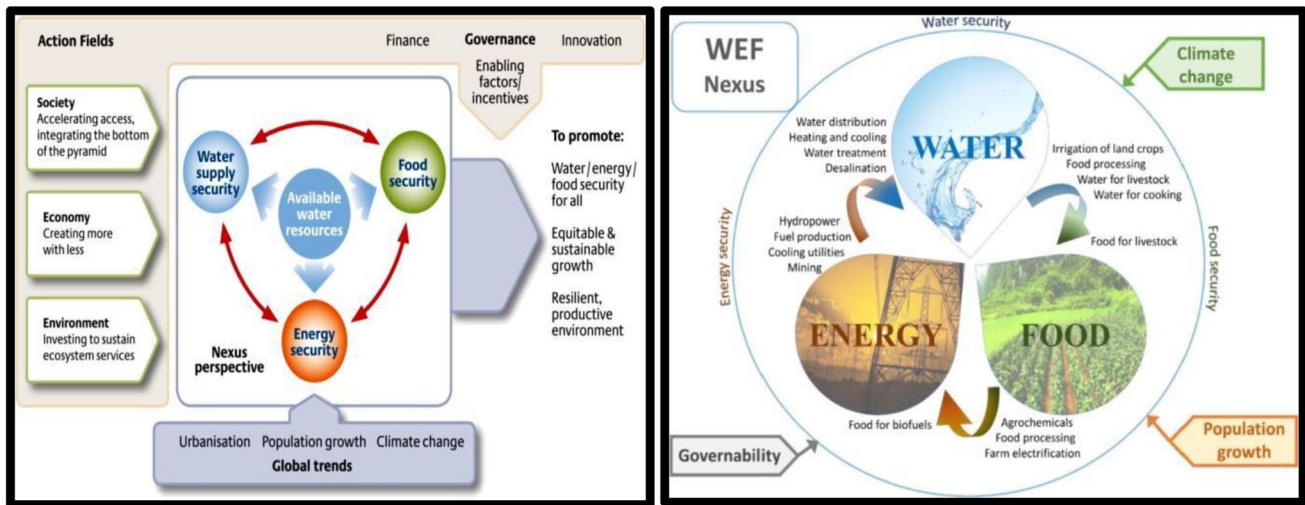 Action Fields
Finance
Governance
Innovation
Enabling
factors/
incentives
Society
Accelerating access,
integrating the bottom
of the pyramid
Economy
Creating more
with less
Environment
Investing to sustain
ecosystem services
Water
supply
security
Food
security
Available
water
resources
Energy
security
Nexus
perspective
To promote:
Water/energy/
food security
for all
Equitable &
sustainable
growth
Resilient,
productive
environment
Urbanisation Population growth Climate change
Global trends
WEF
Nexus
Water security
Climate
change
Water distribution
Heating and cooling
Water treatment
Desalination
WATER
Irrigation of land crops
Food processing
Water for livestock
Water for cooking
Energy security
Hydropower
Fuel production
Cooling utilities
Mining
Food for livestock
Food security
ENERGY
FOOD
Food for biofuels
Agrochemicals
Food processing
Farm electrification
Governability
Population
growth